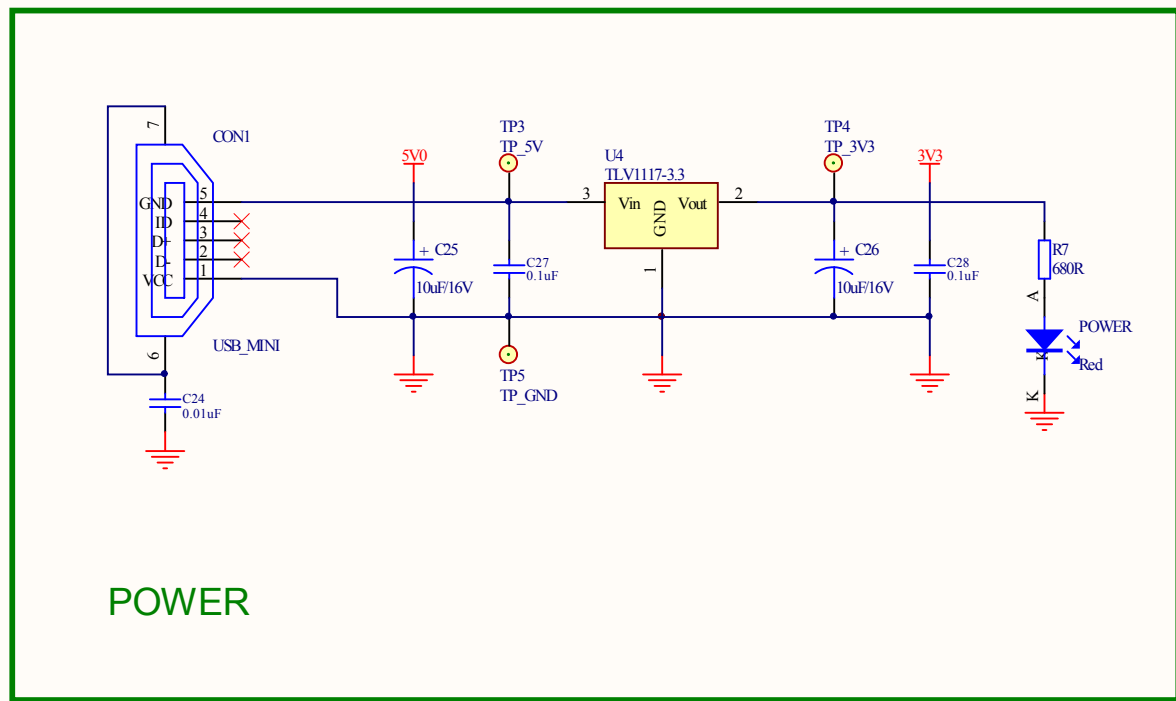 7
CON1
GND
5
ID
4
D+
3
D-
2
VCC
1
6
USB_MINI
C24
0.01uF
5V0
+ C25
10uF/16V
TP3
TP_5V
C27
0.1uF
TP5
TP_GND
U4
TLV1117-3.3
3
Vin
GND
Vout
2
1
TP4
TP_3V3
+ C26
10uF/16V
3V3
C28
0.1uF
R7
680R
A
POWER
K
Red
K
POWER